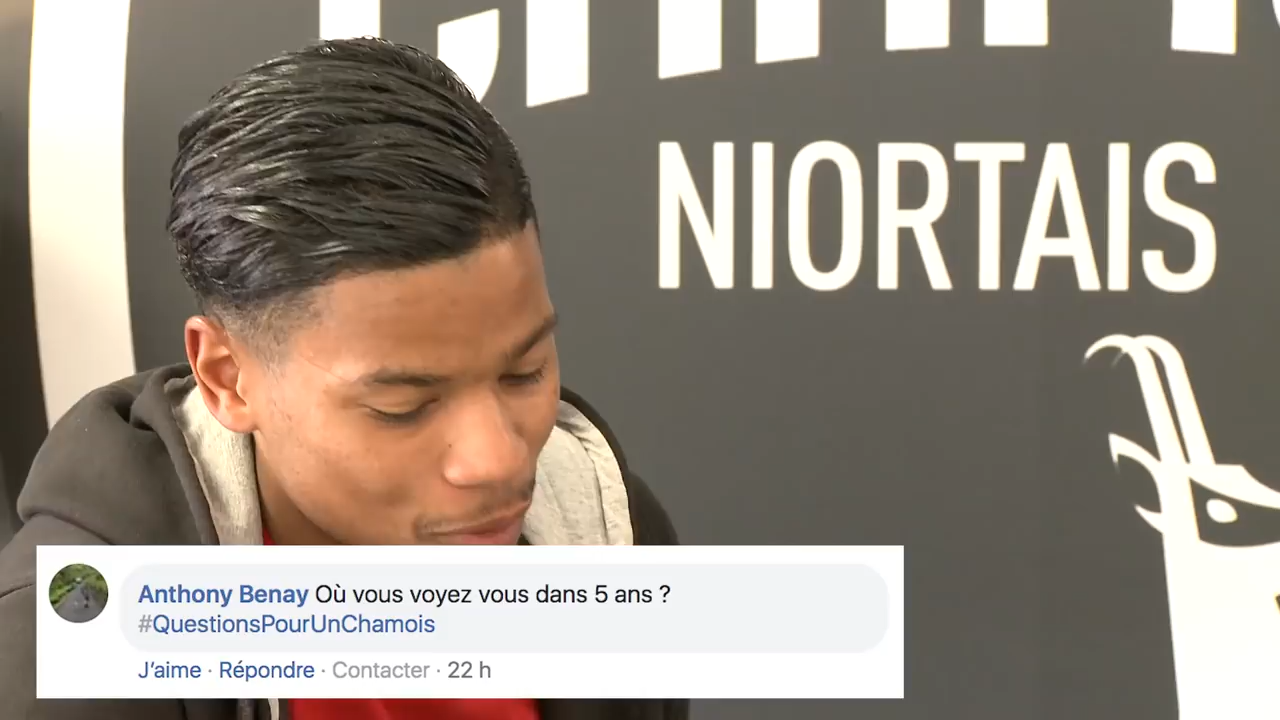 NIORTAIS
Anthony Benay Où vous voyez vous dans 5 ans ?
#QuestionsPourUnChamois
J'aime · Répondre · Contacter · 22 h